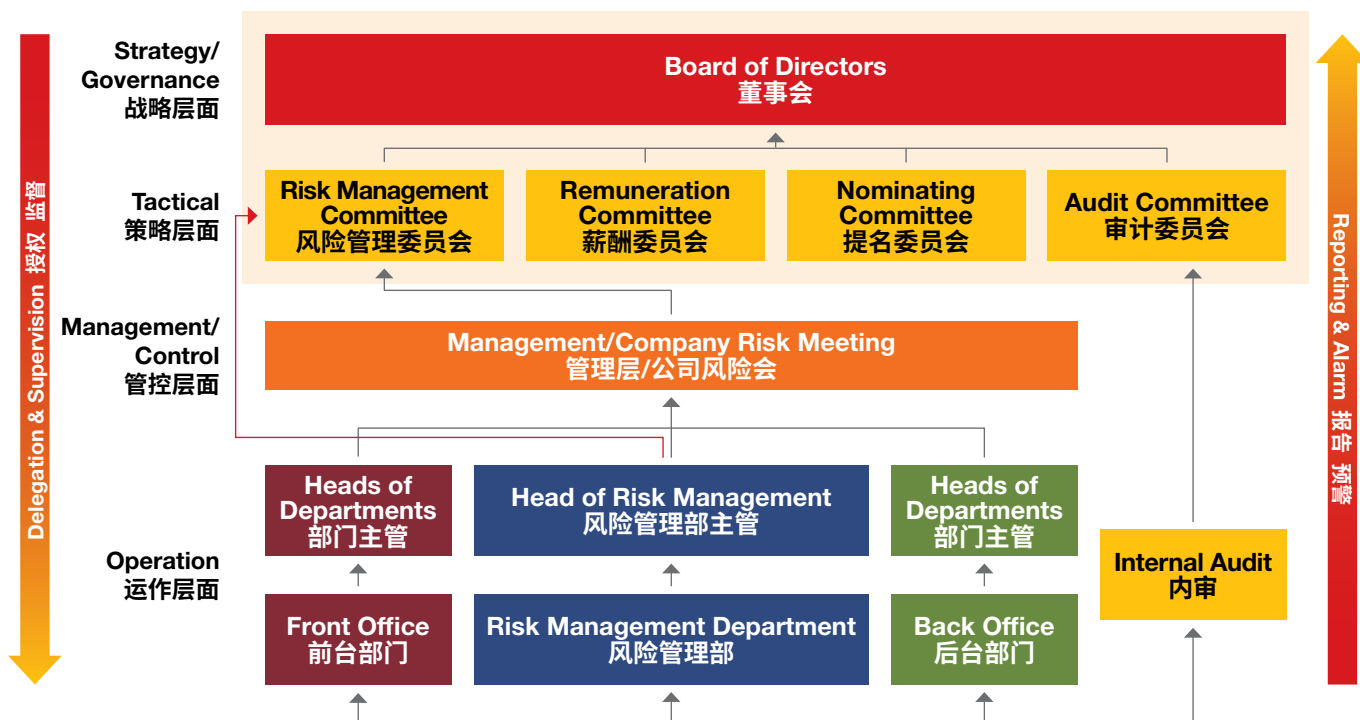 Strategy/
Governance
战略层面
Board of Directors
董事会
Tactical
策略层面
Risk Management
Committee
风险管理委员会
Remuneration
Committee
薪酬委员会
Nominating
Committee
提名委员会
Audit Committee
审计委员会
Management/
Control
管控层面
Management/Company Risk Meeting
管理层/公司风险会
Operation
运作层面
Heads of
Departments
部门主管
Head of Risk Management
风险管理部主管
Heads of
Departments
部门主管
Internal Audit
内审
Front Office
前台部门
Risk Management Department
风险管理部
Back Office
后台部门
Delegation & Supervision 授权 监督
Reporting & Alarm 报告 预警